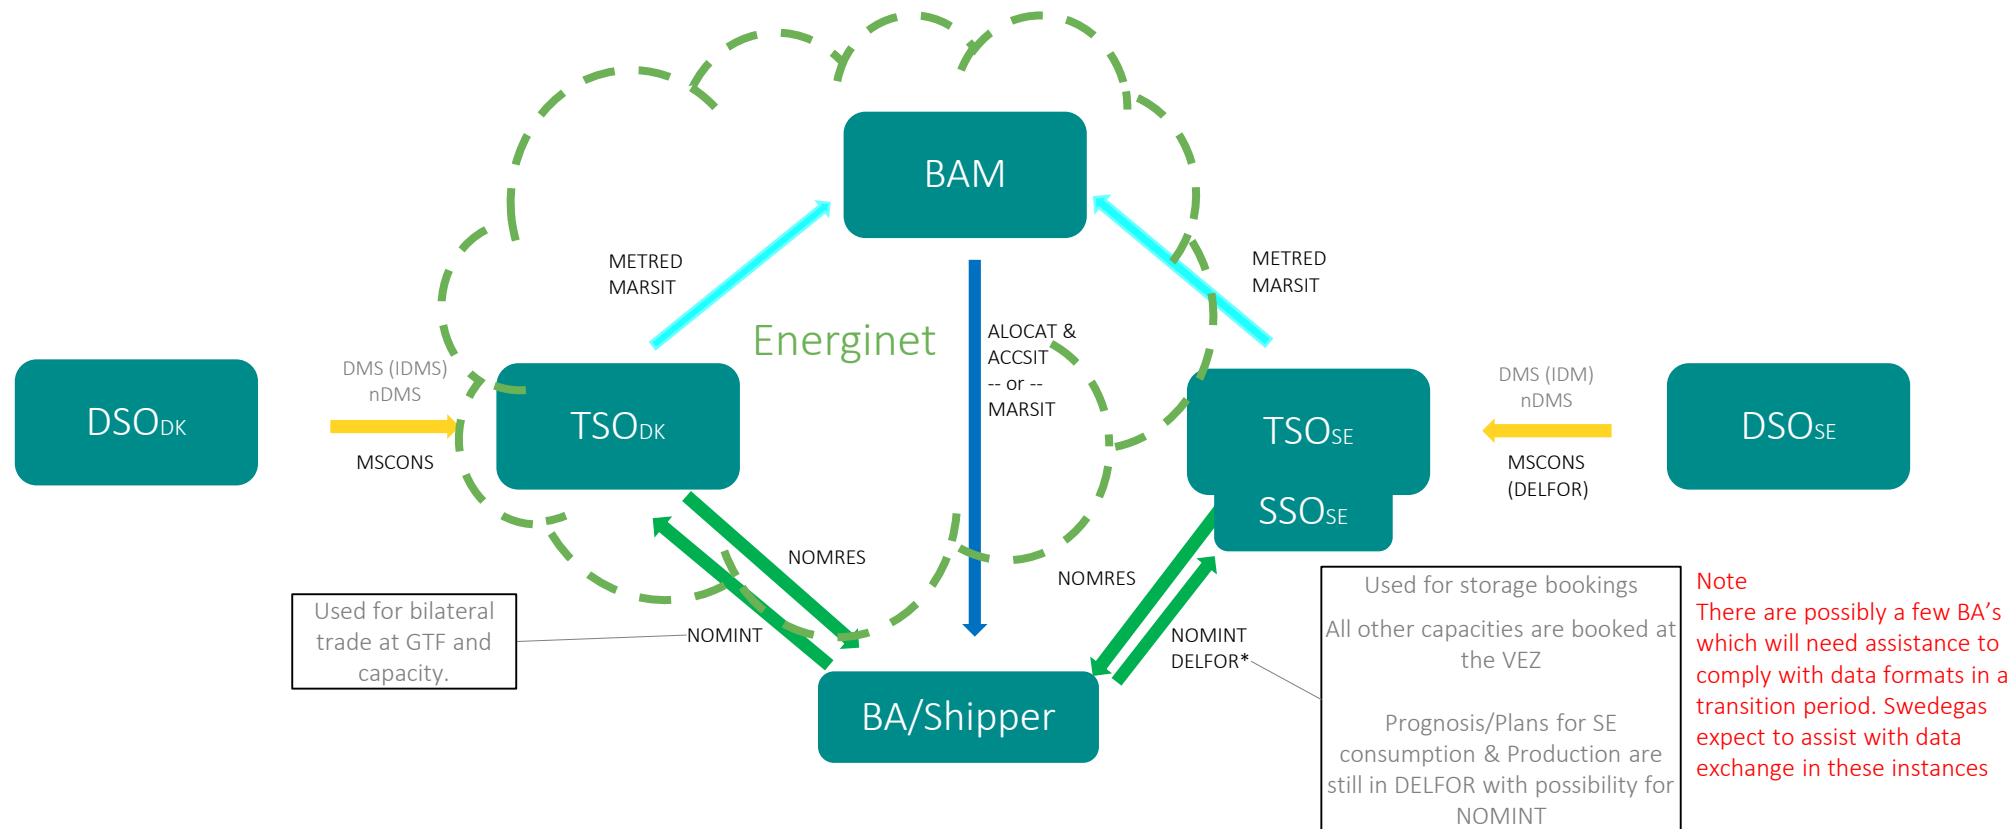 BAM
METRED
MARSIT
METRED
MARSIT
Energinet
ALOCAT &
ACCSIT
-- or --
MARSIT
DSODK
DMS (IDMS)
nDMS
MSCONS
TSODK
TSOSE
SSOSE
DMS (IDM)
nDMS
MSCONS
(DELFOR)
DSOSE
NOMRES
NOMINT
Used for bilateral
trade at GTF and
capacity.
NOMRES
NOMINT
DELFOR*
BA/Shipper
Used for storage bookings
All other capacities are booked at
the VEZ
Prognosis/Plans for SE
consumption & Production are
still in DELFOR with possibility for
NOMINT
Note
There are possibly a few BA’s
which will need assistance to
comply with data formats in a
transition period. Swedegas
expect to assist with data
exchange in these instances